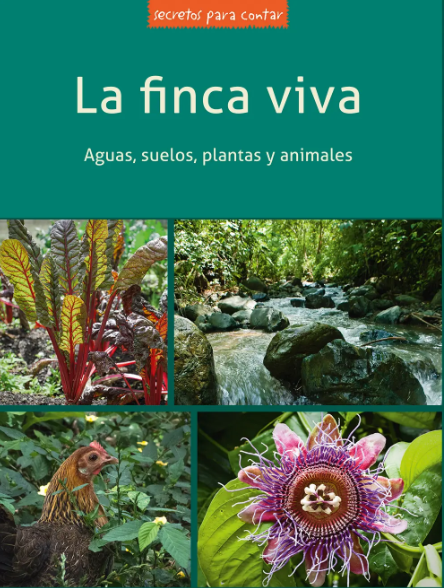 secretos para contar
La finca viva
Aguas, suelos, plantas y animales